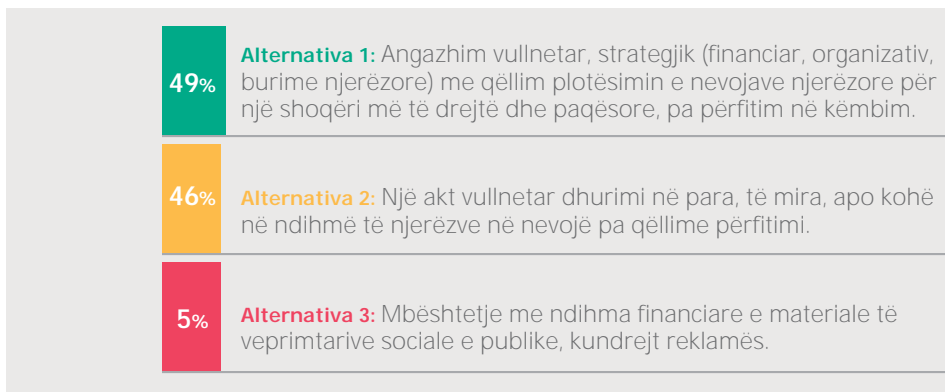 49%
Alternativa 1: Angazhim vullnetar, strategjik (financiar, organizativ,
burime njerëzore) me qëllim plotësimin e nevojave njerëzore për
një shoqëri më të drejtë dhe paqësore, pa përfitim në këmbim.
46%
Alternativa 2: Një akt vullnetar dhurimi në para, të mira, apo kohë
në ndihmë të njerëzve në nevojë pa qëllime përfitimi.
5%
Alternativa 3: Mbështetje me ndihma financiare e materiale të
veprimtarive sociale e publike, kundrejt reklamës.